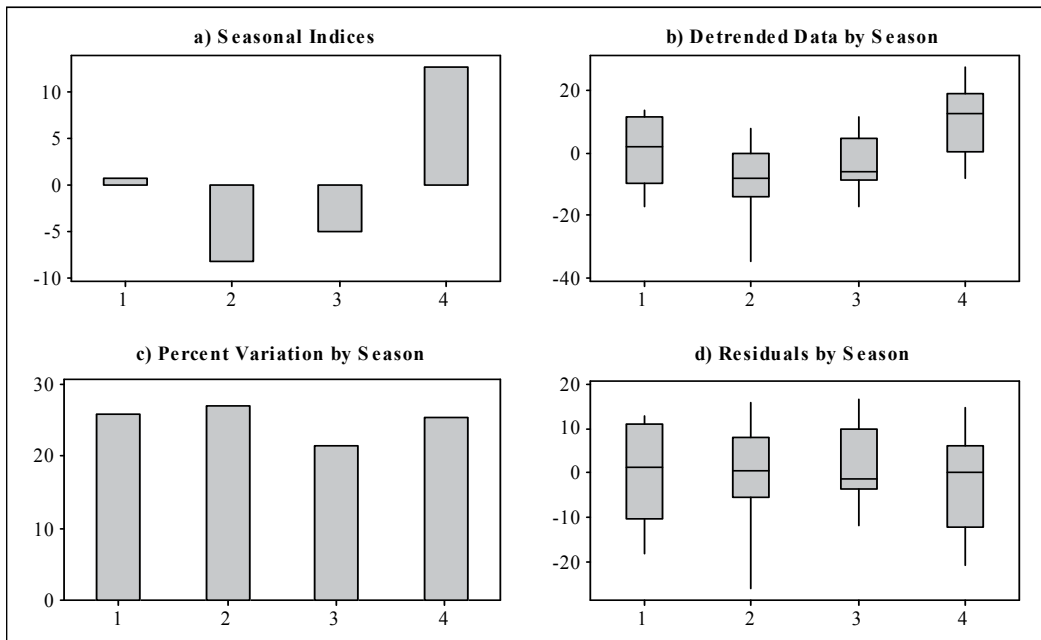 a) Seasonal Indices
10
5
0
-5
-10
1 2 3 4
b) Detrended Data by Season
20
0
-20
-40
1 2 3 4
c) Percent Variation by Season
30
20
10
0
1 2 3 4
d) Residuals by Season
20
10
0
-10
-20
1 2 3 4